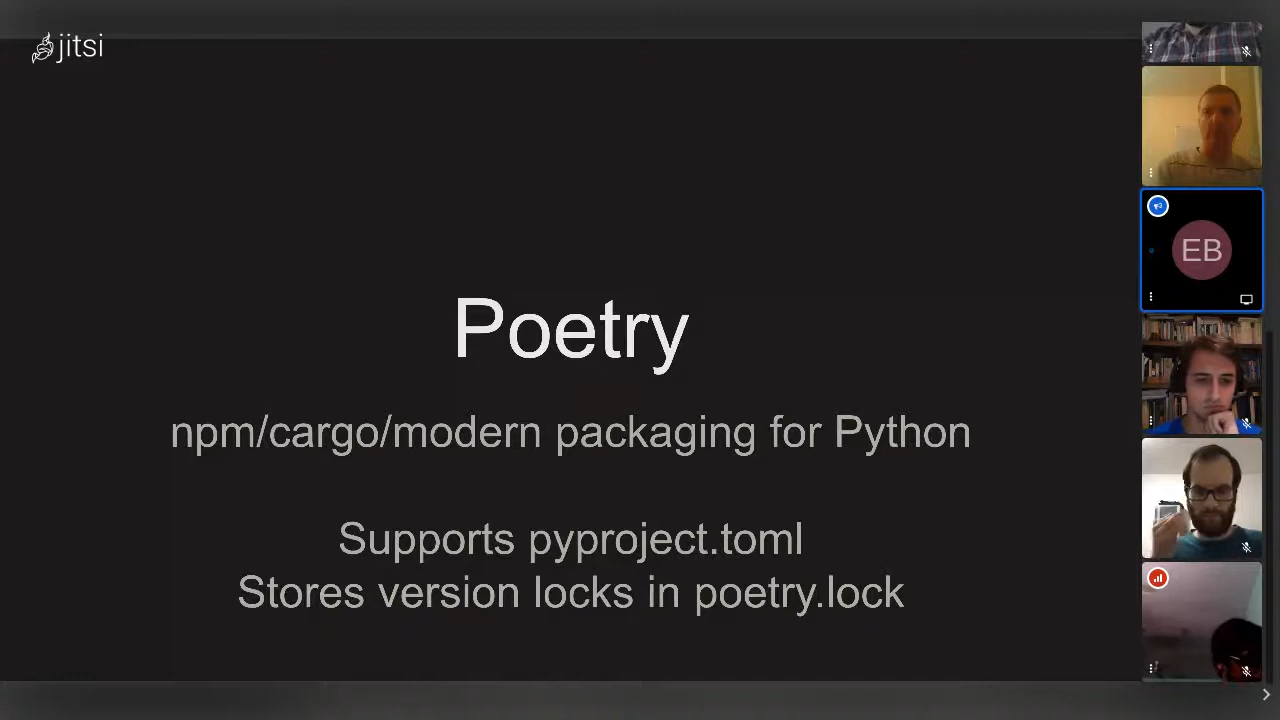 jitsi
EB
Poetry
npm/cargo/modern packaging for Python
Supports pyproject.toml
Stores version locks in poetry.lock